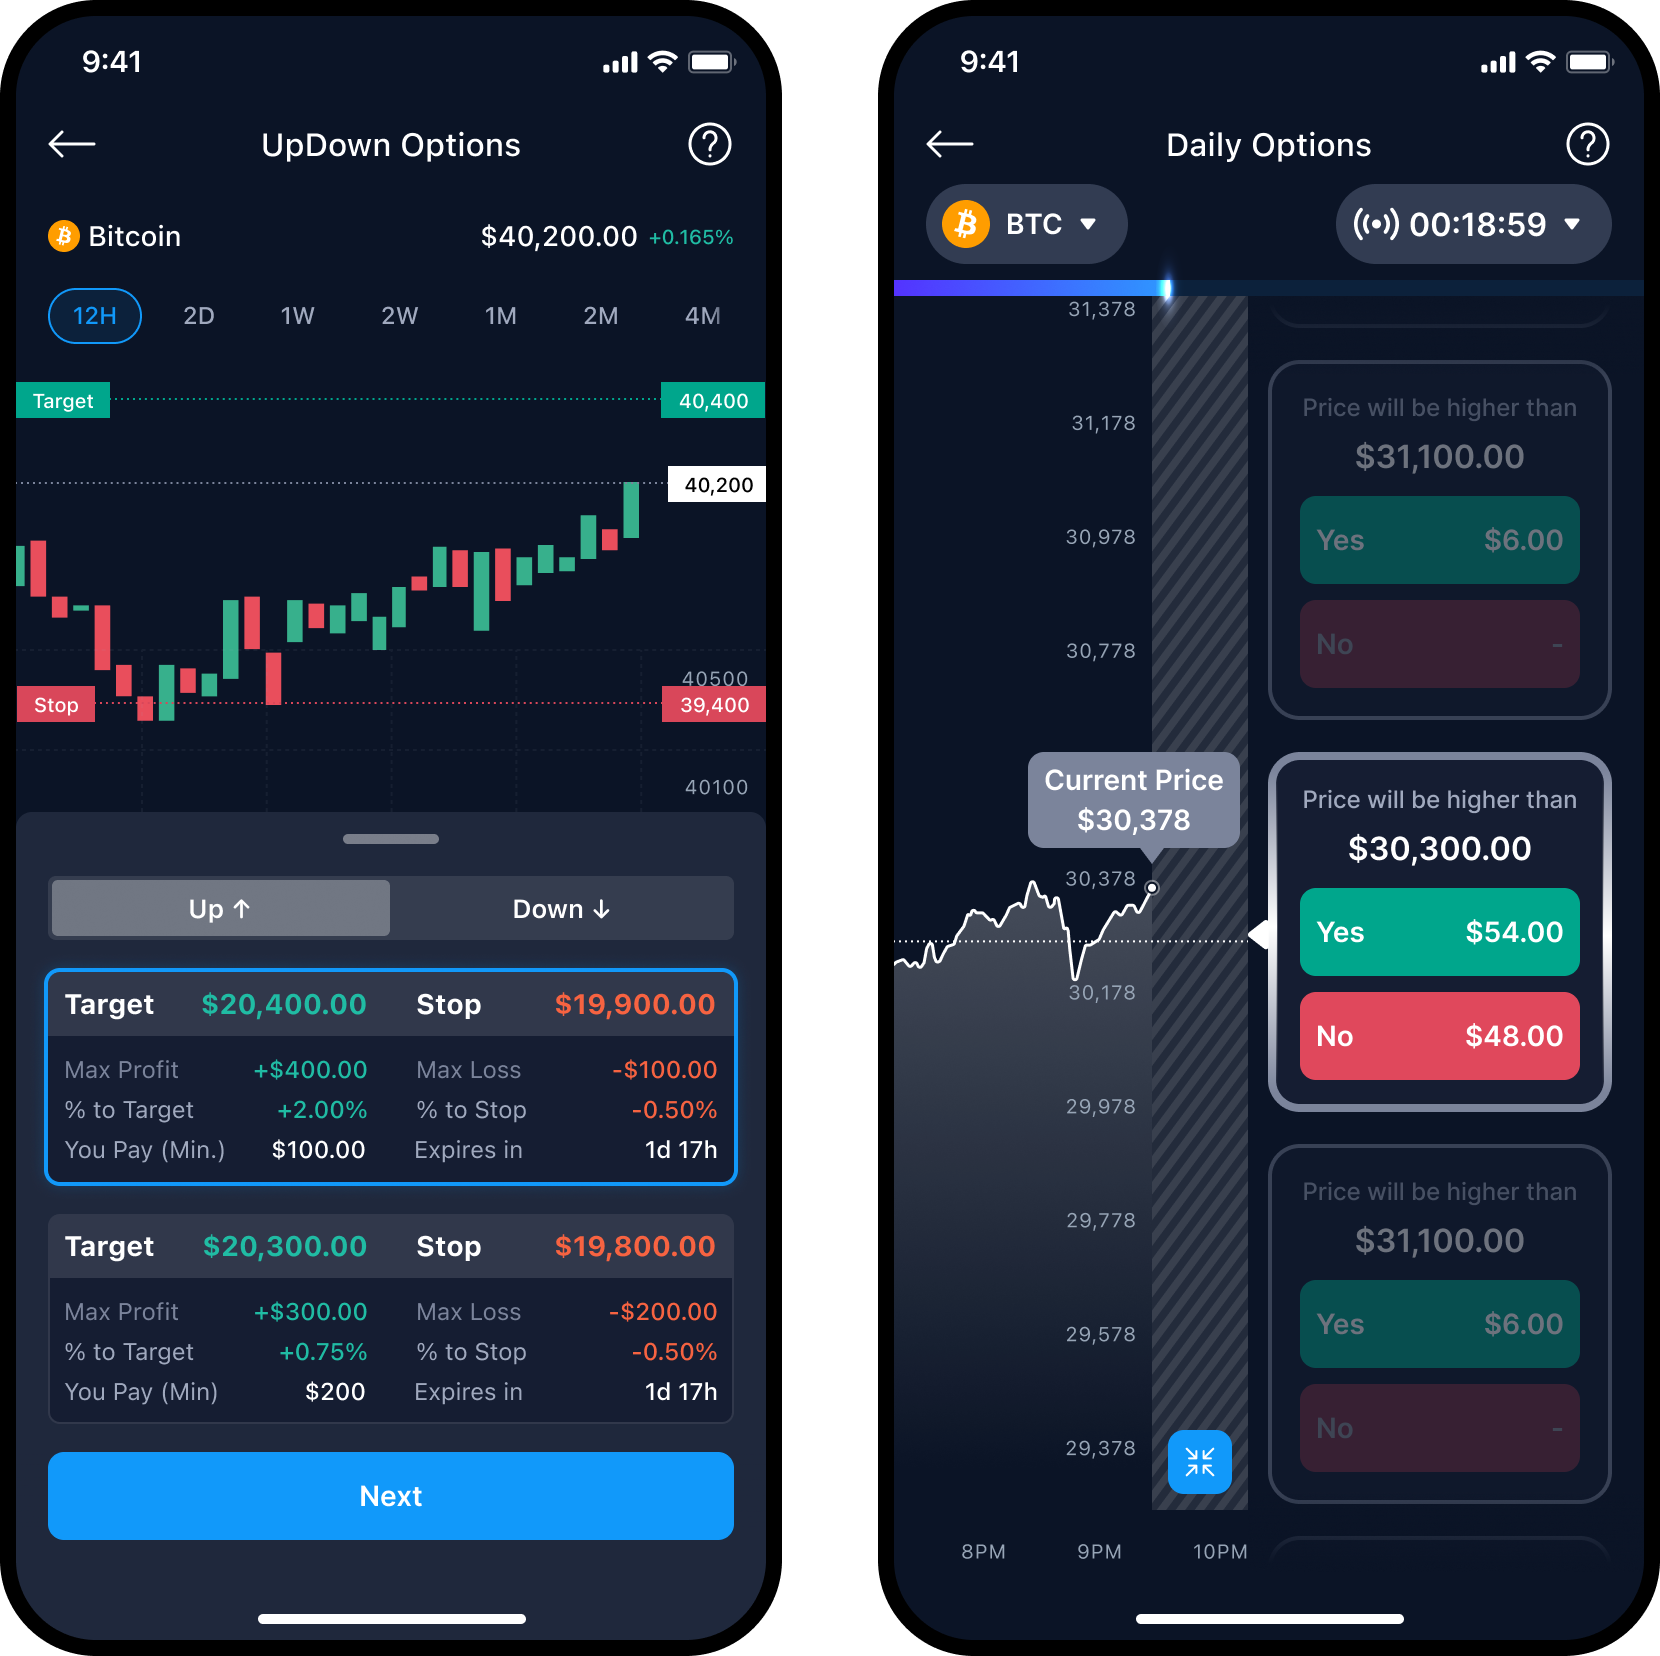 9:41
UpDown Options
Bitcoin $40,200.00 +0.165%
12H 2D 1W 2W 1M 2M 4M
Target 40,400
40,200
40500
Stop 39,400
40100
Up ↑ Down ↓
Target $20,400.00 Stop $19,900.00
Max Profit +$400.00 Max Loss -$100.00
% to Target +2.00% % to Stop -0.50%
You Pay (Min.) $100.00 Expires in 1d 17h
Target $20,300.00 Stop $19,800.00
Max Profit +$300.00 Max Loss -$200.00
% to Target +0.75% % to Stop -0.50%
You Pay (Min) $200 Expires in 1d 17h
Next
9:41
Daily Options
BTC 00:18:59
31,378
31,178
30,978
30,778
Current Price
$30,378
30,378
30,178
29,978
29,778
29,578
29,378
8PM 9PM 10PM
Price will be higher than
$31,100.00
Yes $6.00
No -
Price will be higher than
$30,300.00
Yes $54.00
No $48.00
Price will be higher than
$31,100.00
Yes $6.00
No -